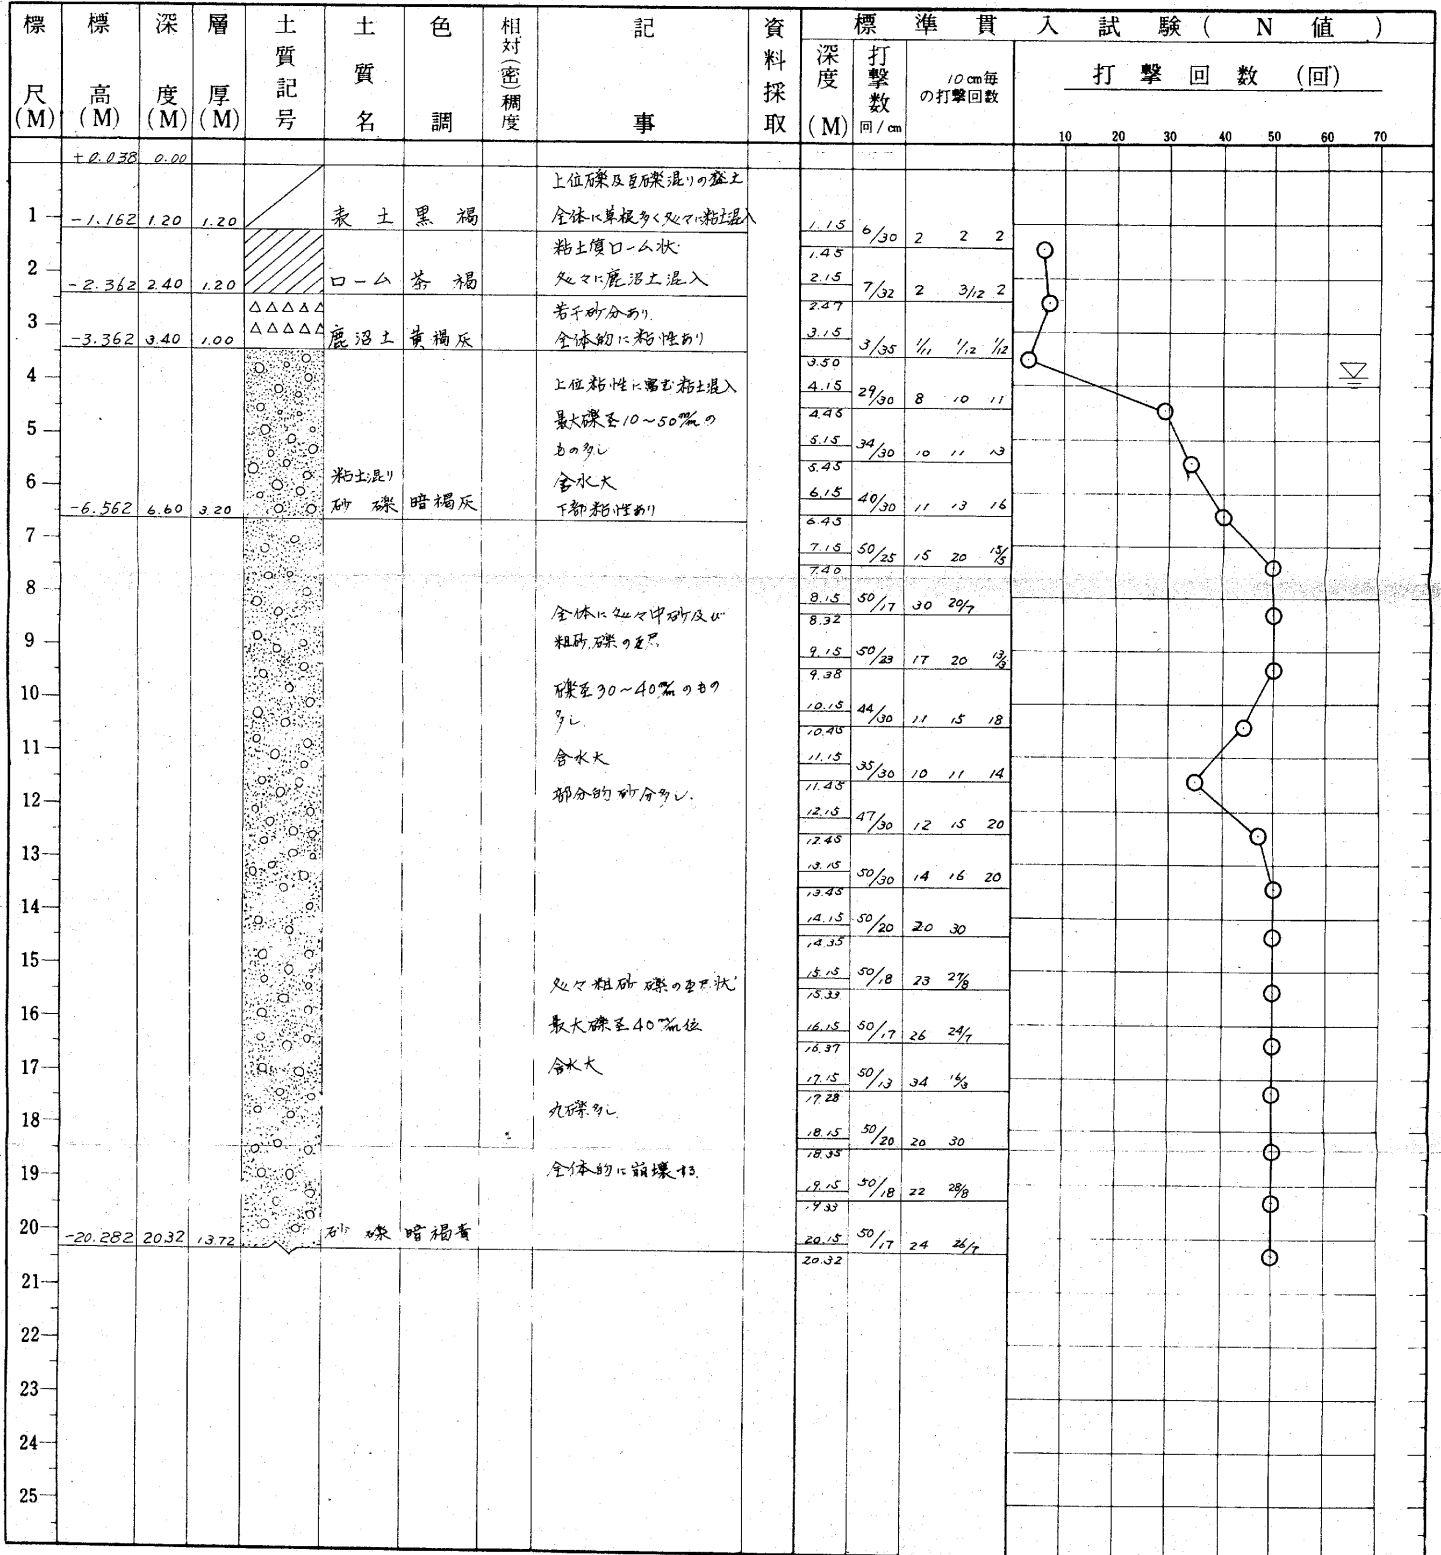 標尺(M) 標高(M) 深度(M) 層厚(M) 土質記号 土質名 色調 相対(密)稠度 記事 資料採取 標準貫入試験(N値)
深度(M) 打撃数 回/cm 10cm毎の打撃回数 打撃回数(回)
10 20 30 40 50 60 70
+0.038 0.00
上位礫及玉礫混りの盛土
1 -1.162 1.20 1.20 表土 黒褐 全体に草根多く処々に粘土混入
1.15 6/30 2 2 2
1.45
粘土質ローム状
2 -2.362 2.40 1.20 ローム 茶褐 処々に鹿沼土混入
2.15 7/32 2 3/12 2
2.47
若干砂分あり
3 -3.362 3.40 1.00 鹿沼土 黄褐灰 全体的に粘性あり
3.15 3/35 1/11 1/12 1/12
3.50
4 上位粘性に富む粘土混入
4.15 29/30 8 10 11
4.45
最大礫至10~50m/mの
5 もの多し
5.15 34/30 10 11 13
5.45
6 粘土混り 含水大
-6.562 6.60 3.20 砂礫 暗褐灰 下部粘性あり
6.15 40/30 11 13 16
6.45
7
7.15 50/25 15 20 15/5
7.40
8
8.15 50/17 30 20/7
8.32
全体に処々中砂及び
9 粗砂、礫の互層
9.15 50/23 17 20 13/3
9.38
10 礫至30~40m/mのもの
多し.
10.15 44/30 11 15 18
10.45
11 含水大
11.15 35/30 10 11 14
11.45
12 部分的砂分多し.
12.15 47/30 12 15 20
12.45
13
13.15 50/30 14 16 20
13.45
14
14.15 50/20 20 30
14.35
15
処々粗砂礫の互層状
15.15 50/18 23 27/8
15.33
16 最大礫至40m/m位
16.15 50/17 26 24/7
16.37
17 含水大
17.15 50/13 34 16/3
17.28
18 丸礫多し
18.15 50/20 20 30
18.35
19 全体的に崩壊する.
19.15 50/18 22 28/8
19.33
20 -20.282 20.32 13.72 砂礫 暗褐黄
20.15 50/17 24 26/7
20.32
21
22
23
24
25